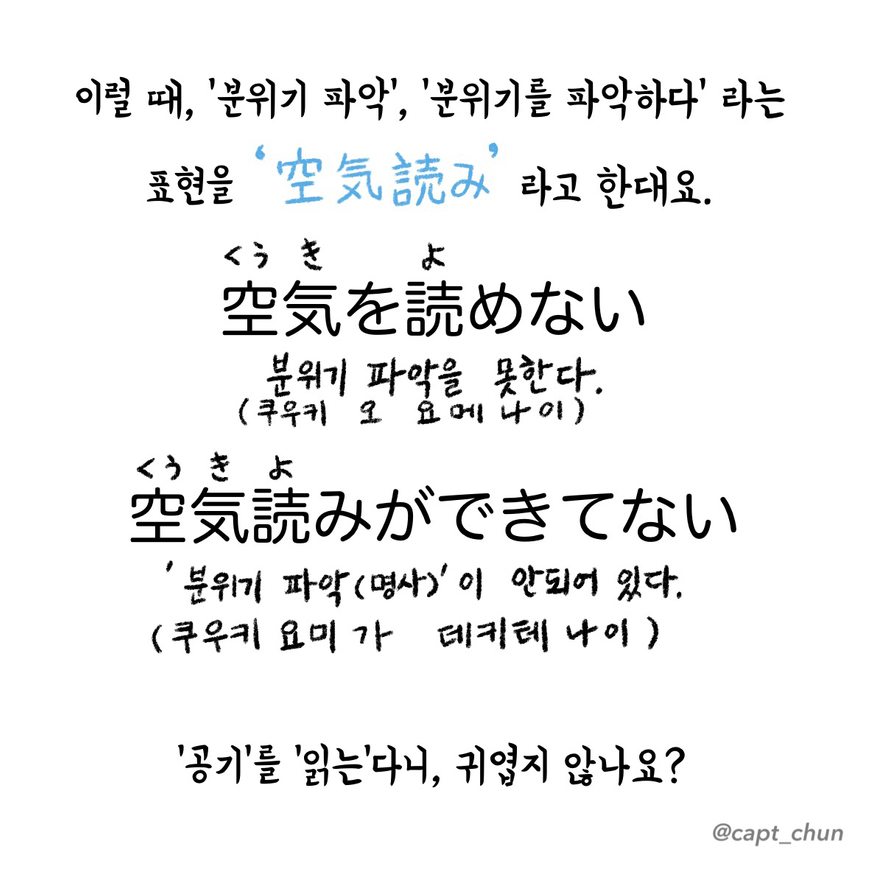 이럴 때, '분위기 파악', '분위기를 파악하다' 라는
표현을 '空気読み' 라고 한대요.
くう き よ
空気を読めない
분위기 파악을 못한다.
(쿠우키 오 요메 나이)
くう き よ
空気読みができてない
'분위기 파악(명사)'이 안되어 있다.
(쿠우키 요미 가 데키테 나이)
'공기'를 '읽는'다니, 귀엽지 않나요?
@capt_chun